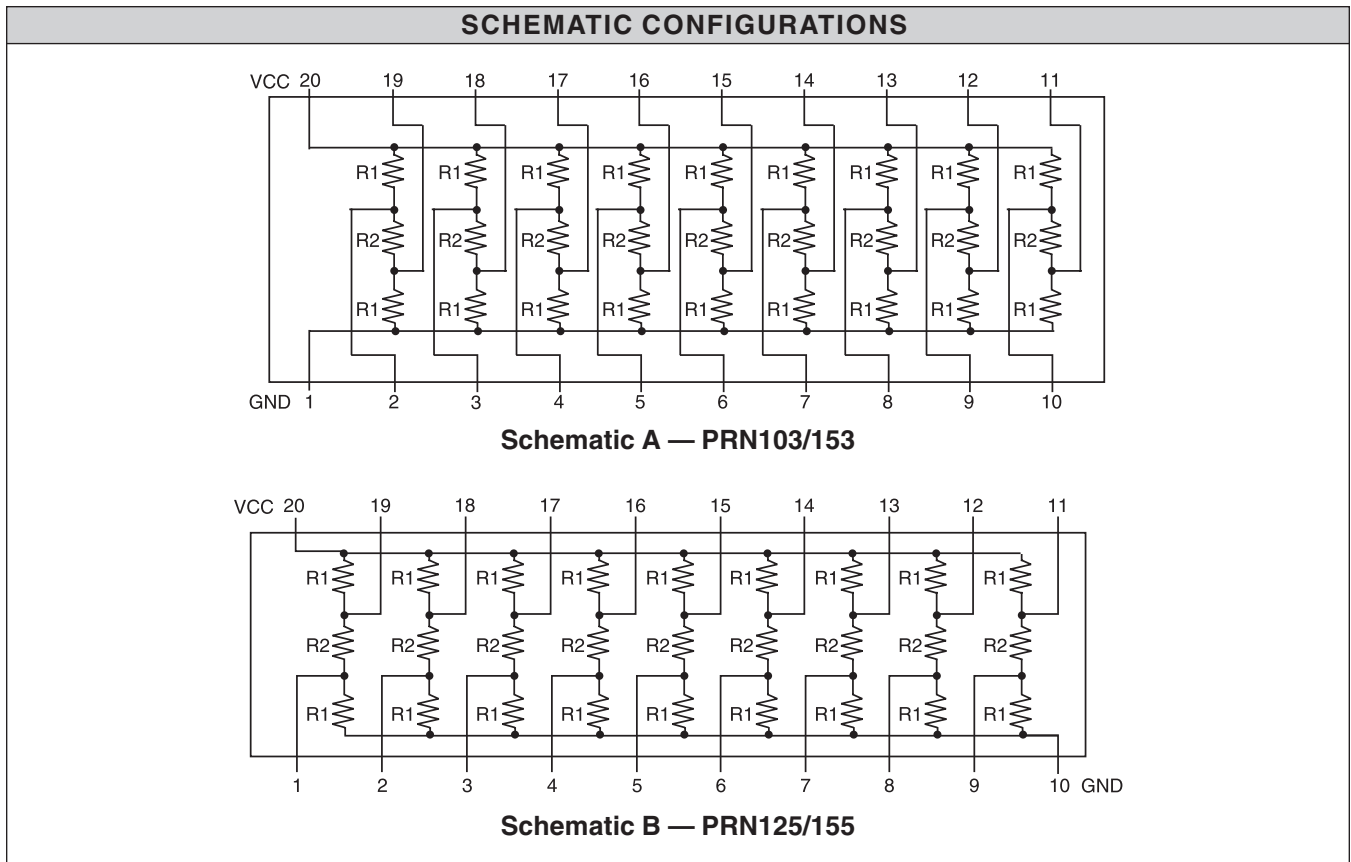 SCHEMATIC CONFIGURATIONS
VCC 20 19 18 17 16 15 14 13 12 11
R1 R1 R1 R1 R1 R1 R1 R1 R1
R2 R2 R2 R2 R2 R2 R2 R2 R2
R1 R1 R1 R1 R1 R1 R1 R1 R1
GND 1 2 3 4 5 6 7 8 9 10
Schematic A — PRN103/153
VCC 20 19 18 17 16 15 14 13 12 11
R1 R1 R1 R1 R1 R1 R1 R1 R1
R2 R2 R2 R2 R2 R2 R2 R2 R2
R1 R1 R1 R1 R1 R1 R1 R1 R1
1 2 3 4 5 6 7 8 9 10 GND
Schematic B — PRN125/155